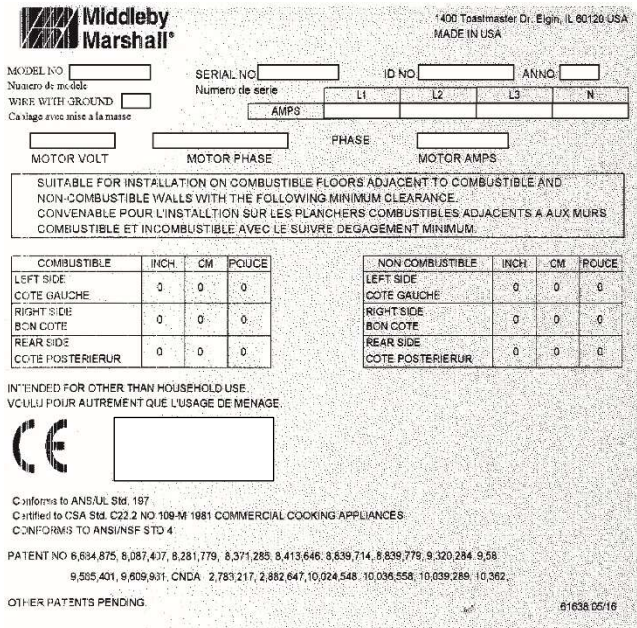 Middleby
Marshall®
1400 Toastmaster Dr. Elgin, IL 60120 USA
MADE IN USA
MODEL NO
Numero de modele
SERIAL NO
Numero de serie
ID NO
ANNO
WIRE WITH GROUND
Cablage avec mise a la masse
L1 L2 L3 N
AMPS
PHASE
MOTOR VOLT MOTOR PHASE MOTOR AMPS
SUITABLE FOR INSTALLATION ON COMBUSTIBLE FLOORS ADJACENT TO COMBUSTIBLE AND
NON-COMBUSTIBLE WALLS WITH THE FOLLOWING MINIMUM CLEARANCE.
CONVENABLE POUR L'INSTALLTION SUR LES PLANCHERS COMBUSTIBLES ADJACENTS A AUX MURS
COMBUSTIBLE ET INCOMBUSTIBLE AVEC LE SUIVRE DEGAGEMENT MINIMUM.
COMBUSTIBLE INCH. CM POUCE
LEFT SIDE
COTE GAUCHE 0 0 0
RIGHT SIDE
BON COTE 0 0 0
REAR SIDE
COTE POSTERIERUR 0 0 0
NON COMBUSTIBLE INCH CM POUCE
LEFT SIDE
COTE GAUCHE 0 0 0
RIGHT SIDE
BON COTE 0 0 0
REAR SIDE
COTE POSTERIERUR 0 0 0
INTENDED FOR OTHER THAN HOUSEHOLD USE.
VOULU POUR AUTREMENT QUE L'USAGE DE MENAGE.
CE
Conforms to ANS/UL Std. 197
Certified to CSA Std. C22.2 NO 109-M 1981 COMMERCIAL COOKING APPLIANCES
CONFORMS TO ANSI/NSF STD 4
PATENT NO 6,684,875, 8,087,407, 8,281,779, 8,371,285, 8,413,646, 8,839,714, 8,839,779, 9,320,284, 9,58
9,585,401, 9,609,931, CNDA 2,783,217, 2,882,647,10,024,548, 10,036,558, 10,039,289, 10,362,
OTHER PATENTS PENDING.
61638 05/16